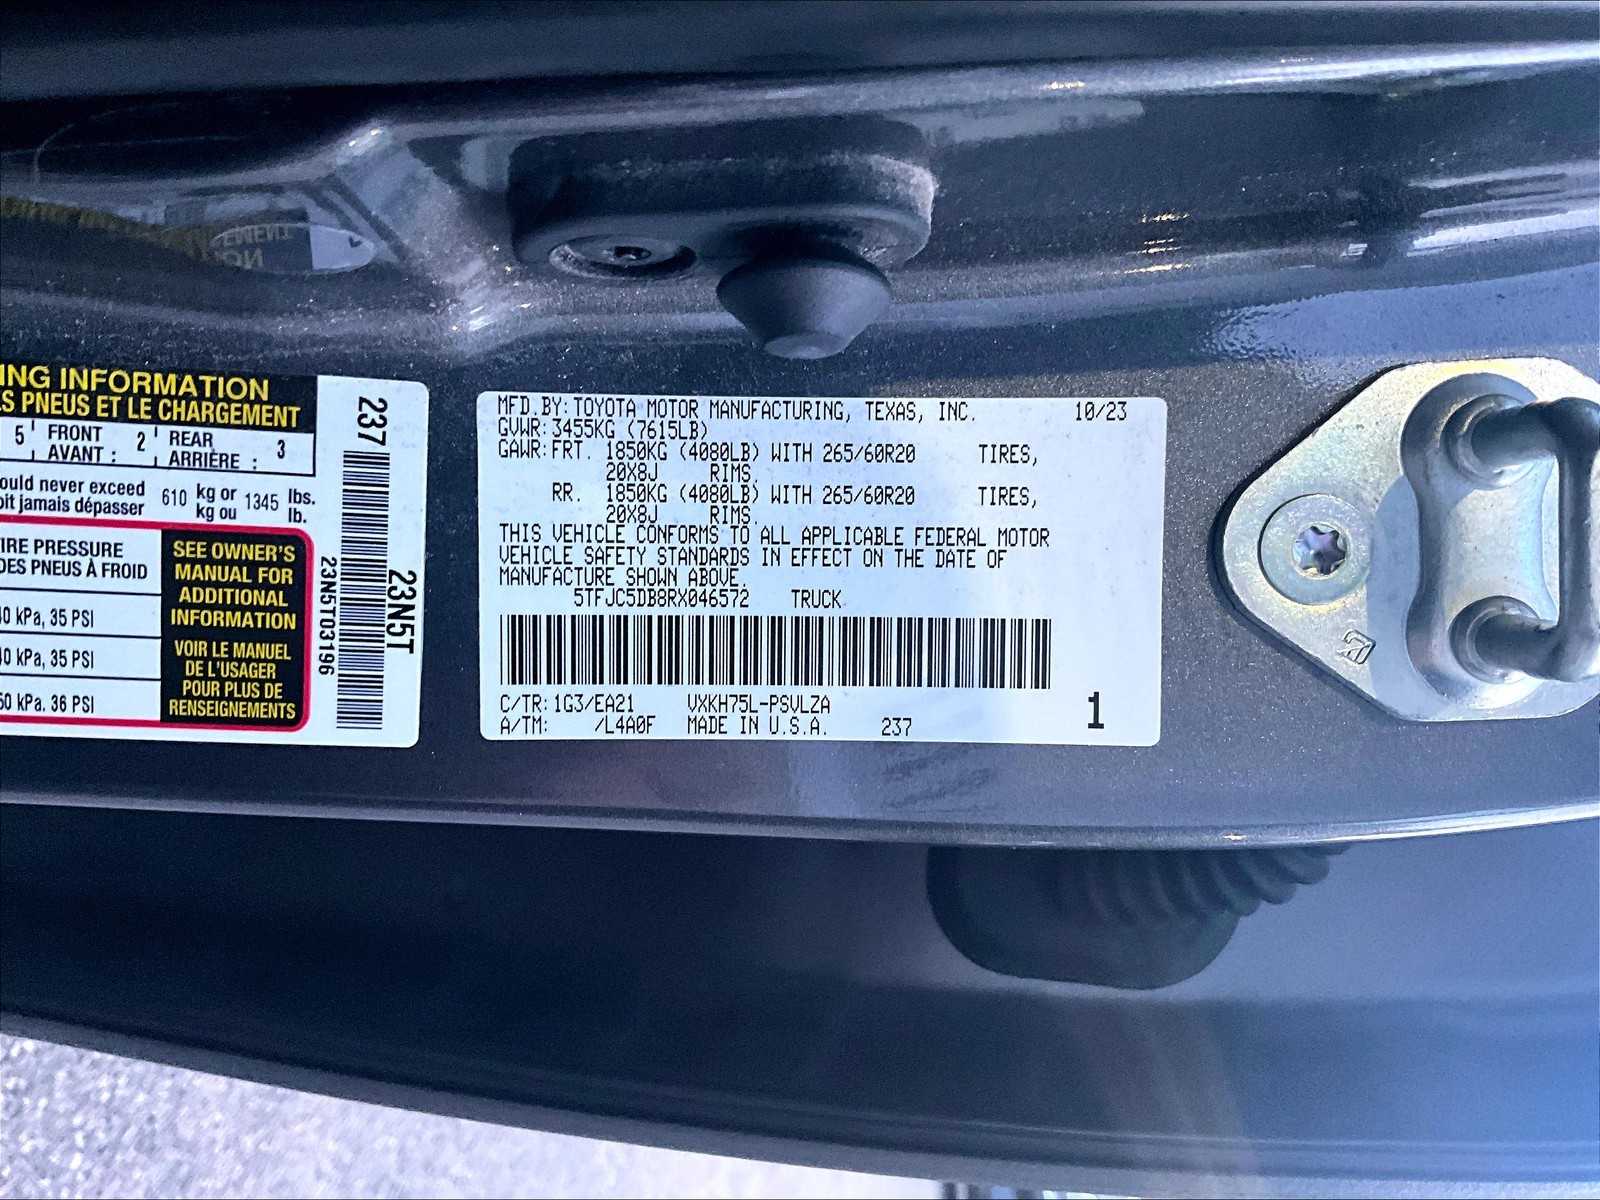 ING INFORMATION
S PNEUS ET LE CHARGEMENT
5 FRONT AVANT : 2 REAR ARRIÈRE : 3
ould never exceed 610 kg or 1345 lbs.
oit jamais dépasser kg ou lb.
IRE PRESSURE
DES PNEUS À FROID
0 kPa, 35 PSI
0 kPa, 35 PSI
50 kPa, 36 PSI
SEE OWNER'S
MANUAL FOR
ADDITIONAL
INFORMATION
VOIR LE MANUEL
DE L'USAGER
POUR PLUS DE
RENSEIGNEMENTS
237
23N5T
23N5T03196
MFD.BY:TOYOTA MOTOR MANUFACTURING, TEXAS, INC. 10/23
GVWR:3455KG (7615LB)
GAWR:FRT. 1850KG (4080LB) WITH 265/60R20 TIRES,
20X8J RIMS.
RR. 1850KG (4080LB) WITH 265/60R20 TIRES,
20X8J RIMS.
THIS VEHICLE CONFORMS TO ALL APPLICABLE FEDERAL MOTOR
VEHICLE SAFETY STANDARDS IN EFFECT ON THE DATE OF
MANUFACTURE SHOWN ABOVE.
5TFJC5DB8RX046572 TRUCK
C/TR:1G3/EA21 VXKH75L-PSVLZA
A/TM: /L4A0F MADE IN U.S.A. 237
1